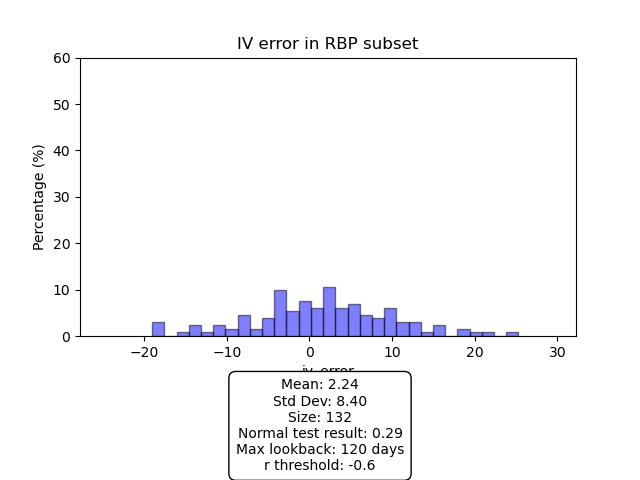 IV error in RBP subset
60
50
40
30
20
10
0
Percentage (%)
−20
−10
0
10
20
30
iv_error
Mean: 2.24
Std Dev: 8.40
Size: 132
Normal test result: 0.29
Max lookback: 120 days
r threshold: -0.6